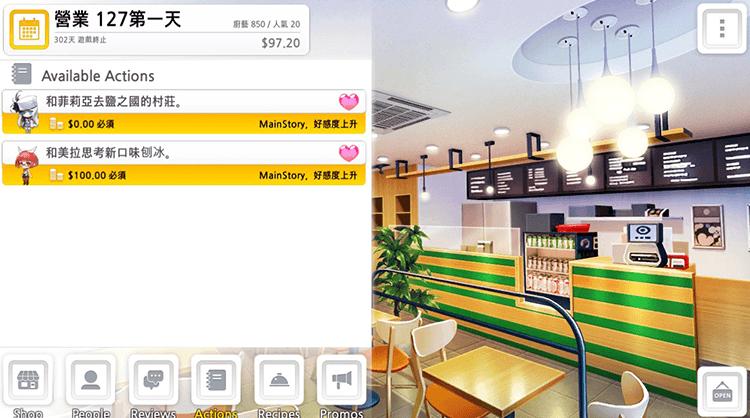 營業 127第一天
廚藝 850 / 人氣 20
302天 遊戲終止
$97.20
Available Actions
和菲莉亞去鹽之國的村莊。
$0.00 必須
MainStory, 好感度上升
和美拉思考新口味刨冰。
$100.00 必須
MainStory, 好感度上升
Shop
People
Reviews
Actions
Recipes
Promos
OPEN